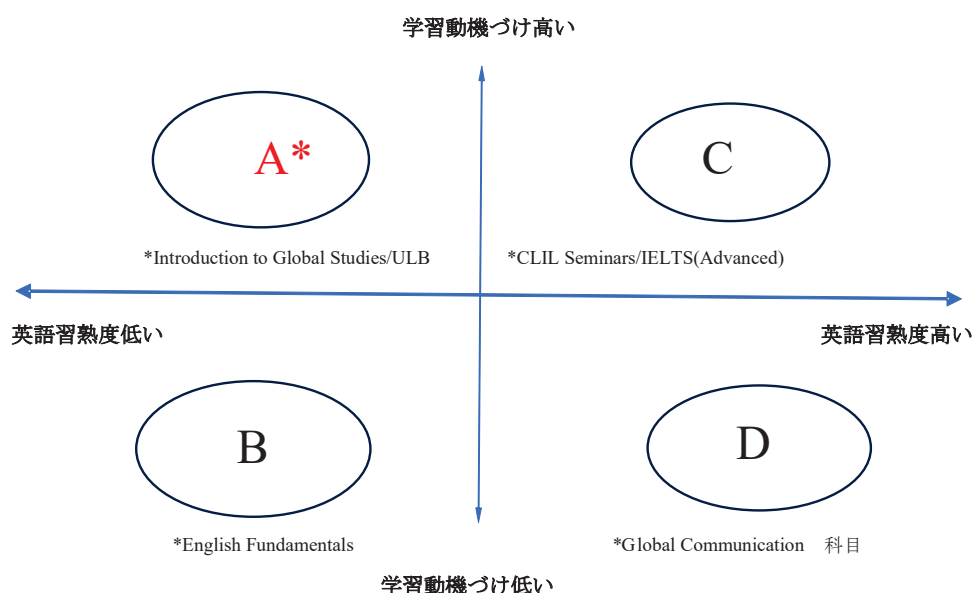 学習動機づけ高い
A*
C
*Introduction to Global Studies/ULB
*CLIL Seminars/IELTS(Advanced)
英語習熟度低い
英語習熟度高い
B
D
*English Fundamentals
*Global Communication　科目
学習動機づけ低い